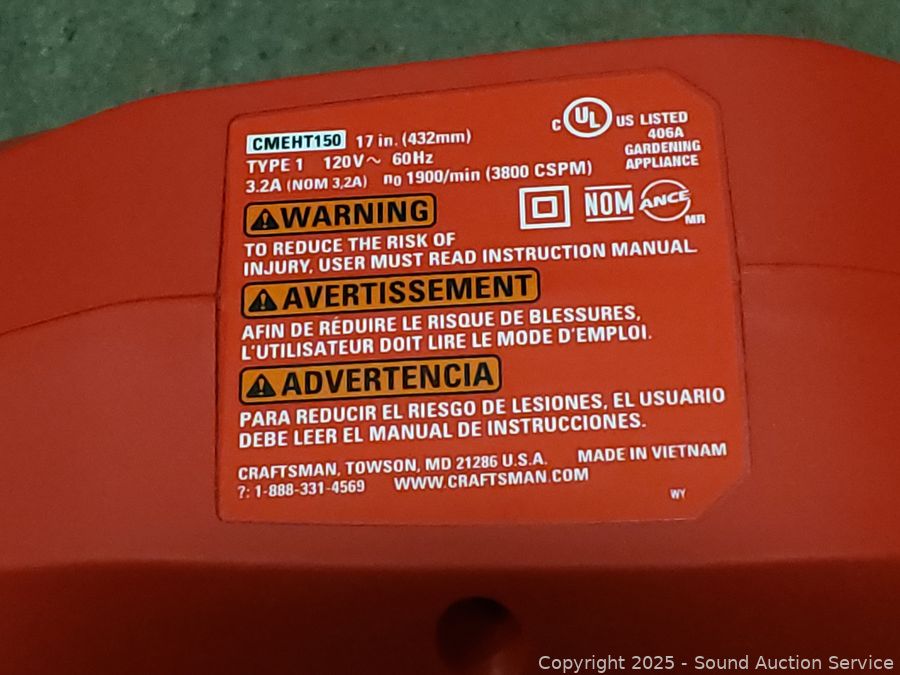 CMEHT150 17 in. (432mm)
TYPE 1 120V~ 60Hz
3.2A (NOM 3,2A) n0 1900/min (3800 CSPM)
C UL US LISTED
406A
GARDENING
APPLIANCE
WARNING
NOM ANCE MR
TO REDUCE THE RISK OF
INJURY, USER MUST READ INSTRUCTION MANUAL.
AVERTISSEMENT
AFIN DE RÉDUIRE LE RISQUE DE BLESSURES,
L'UTILISATEUR DOIT LIRE LE MODE D'EMPLOI.
ADVERTENCIA
PARA REDUCIR EL RIESGO DE LESIONES, EL USUARIO
DEBE LEER EL MANUAL DE INSTRUCCIONES.
CRAFTSMAN, TOWSON, MD 21286 U.S.A. MADE IN VIETNAM
?: 1-888-331-4569 WWW.CRAFTSMAN.COM
WY
Copyright 2025 - Sound Auction Service